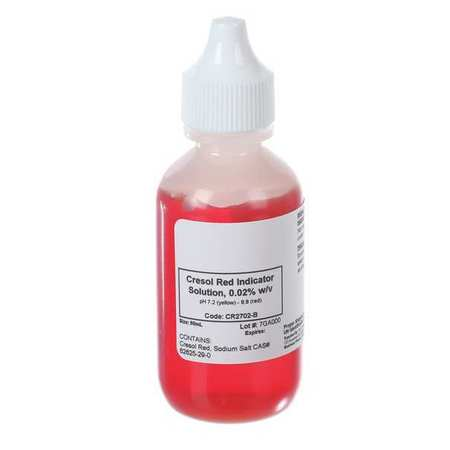 Cresol Red Indicator
Solution, 0.02% w/v
pH 7.2 (yellow) - 8.8 (red)
Code: CR2702-B
Size: 60mL
Lot #: 7GA000
Expires:
CONTAINS:
Cresol Red, Sodium Salt CAS#
62625-29-0